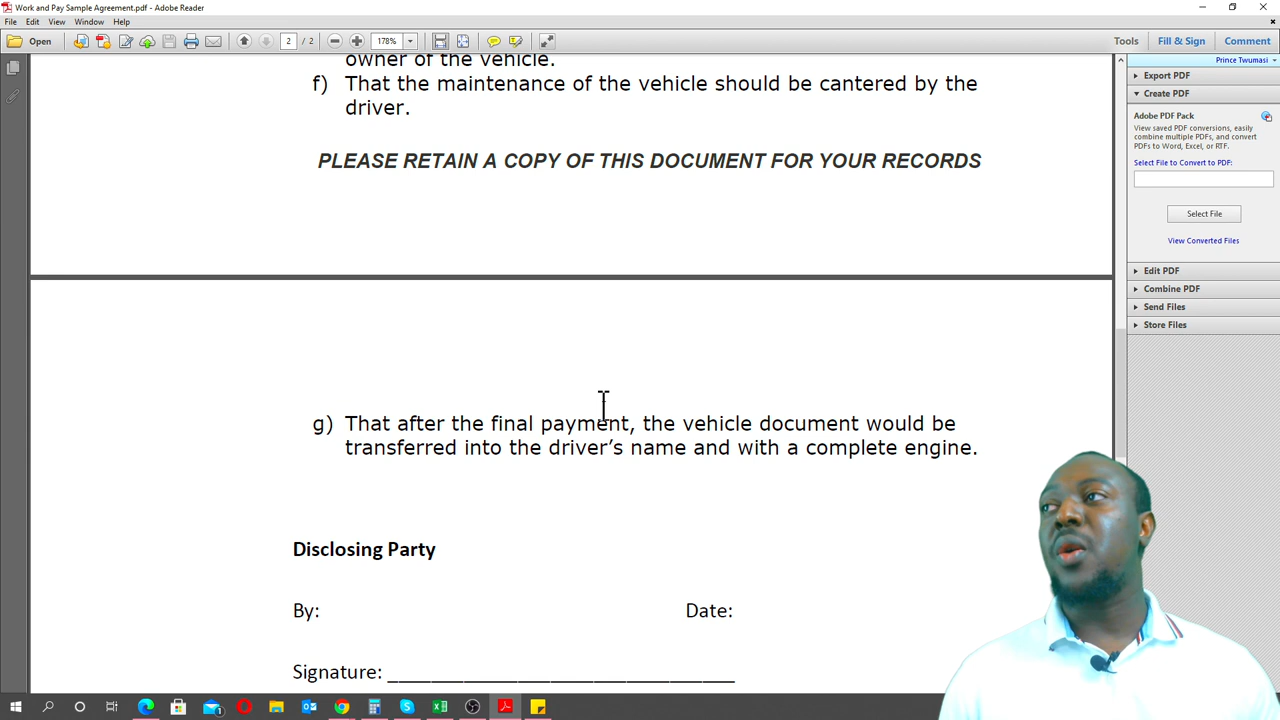 Work and Pay Sample Agreement.pdf - Adobe Reader
File Edit View Window Help
Open 2 / 2 178% Tools Fill & Sign Comment
owner of the vehicle.
f) That the maintenance of the vehicle should be cantered by the
driver.
PLEASE RETAIN A COPY OF THIS DOCUMENT FOR YOUR RECORDS
g) That after the final payment, the vehicle document would be
transferred into the driver's name and with a complete engine.
Disclosing Party
By: Date:
Signature: ________________________________
Prince Twumasi
Export PDF
Create PDF
Adobe PDF Pack
View saved PDF conversions, easily
combine multiple PDFs, and convert
PDFs to Word, Excel, or RTF.
Select File to Convert to PDF:
Select File
View Converted Files
Edit PDF
Combine PDF
Send Files
Store Files